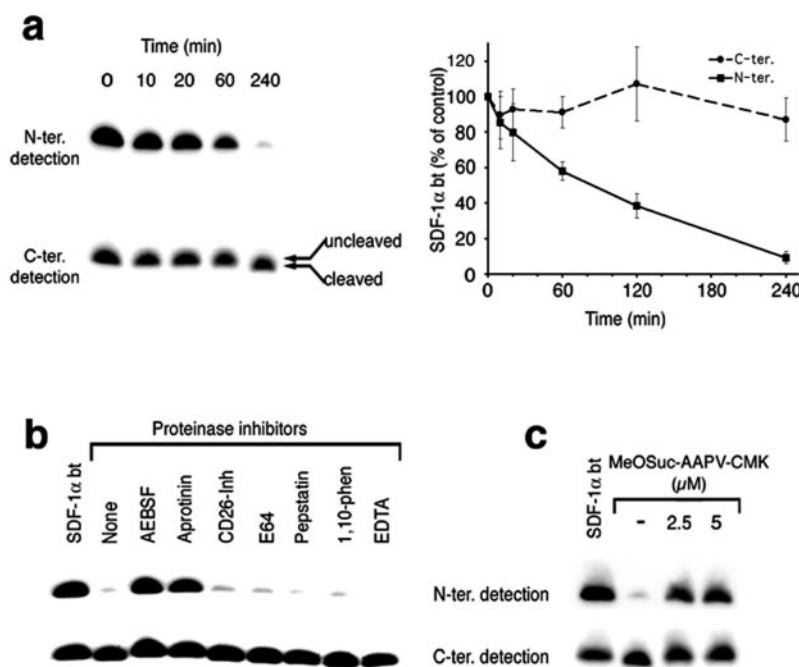 a
Time (min)
0 10 20 60 240
N-ter.
detection
C-ter.
detection
uncleaved
cleaved
SDF-1α bt (% of control)
120
100
80
60
40
20
0
C-ter.
N-ter.
0 60 120 180 240
Time (min)
b
Proteinase inhibitors
SDF-1α bt
None
AEBSF
Aprotinin
CD26-Inh
E64
Pepstatin
1,10-phen
EDTA
c
SDF-1α bt
MeOSuc-AAPV-CMK
(µM)
- 2.5 5
N-ter. detection
C-ter. detection